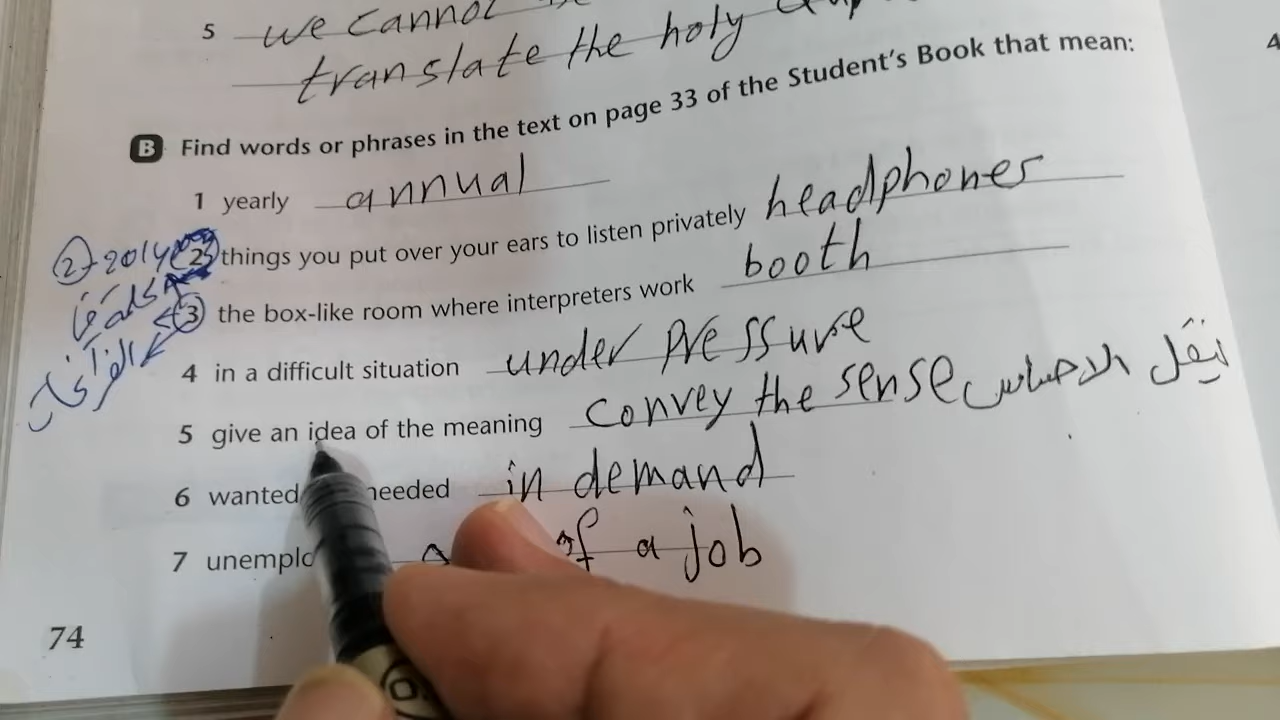 5 we cannot
translate the holy
B Find words or phrases in the text on page 33 of the Student's Book that mean:
1 yearly annual
2 things you put over your ears to listen privately headphones
3 the box-like room where interpreters work booth
4 in a difficult situation under pressure
5 give an idea of the meaning convey the sense ينقل الاحساس
6 wanted needed in demand
7 unemplo of a job
74
2 2014
4